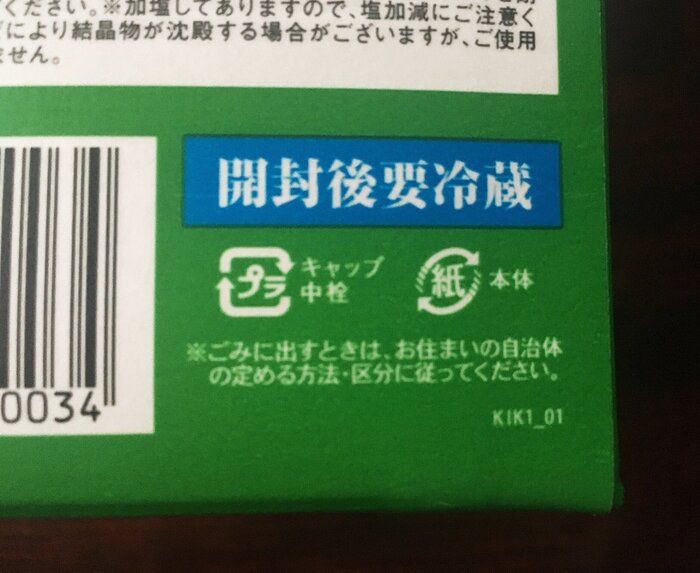 ください。※加塩してありますので、塩加減にご注意く
により結晶物が沈殿する場合がございますが、ご使用
ません。
開封後要冷蔵
プラ
キャップ
中栓
紙
本体
※ごみに出すときは、お住まいの自治体
の定める方法・区分に従ってください。
0034
KIK1_01